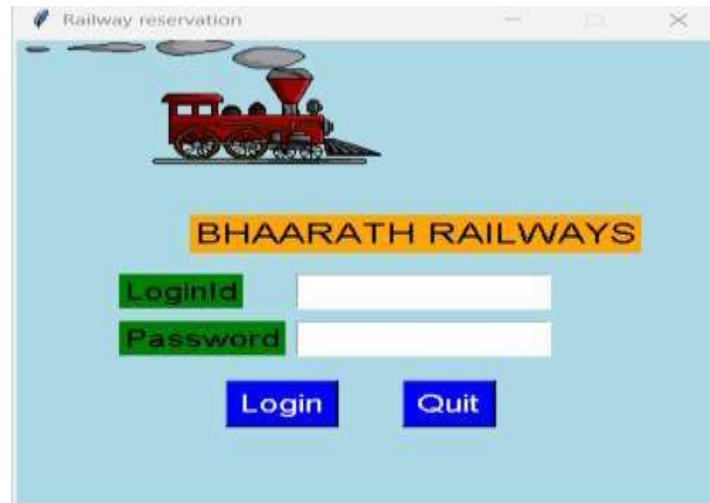 Railway reservation
BHAARATH RAILWAYS
LoginId
Password
Login Quit